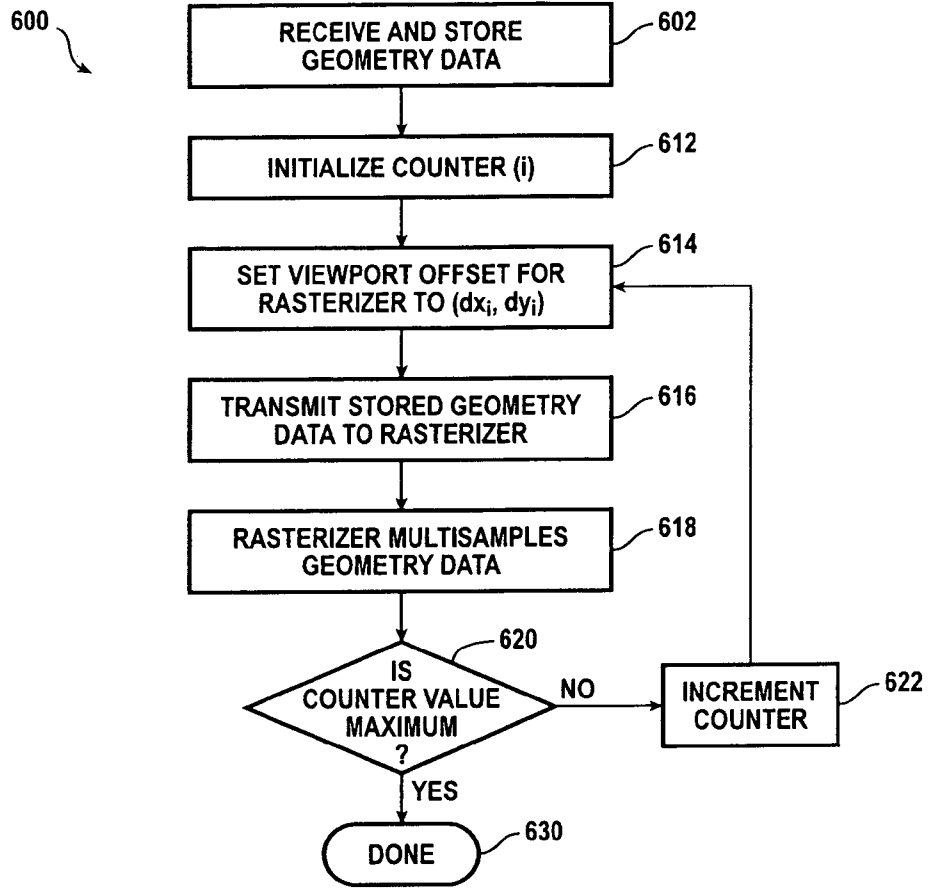 600
RECEIVE AND STORE
GEOMETRY DATA
602
INITIALIZE COUNTER (i)
612
SET VIEWPORT OFFSET FOR
RASTERIZER TO (dxi, dyi)
614
TRANSMIT STORED GEOMETRY
DATA TO RASTERIZER
616
RASTERIZER MULTISAMPLES
GEOMETRY DATA
618
IS
COUNTER VALUE
MAXIMUM
?
620
NO
INCREMENT
COUNTER
622
YES
DONE
630